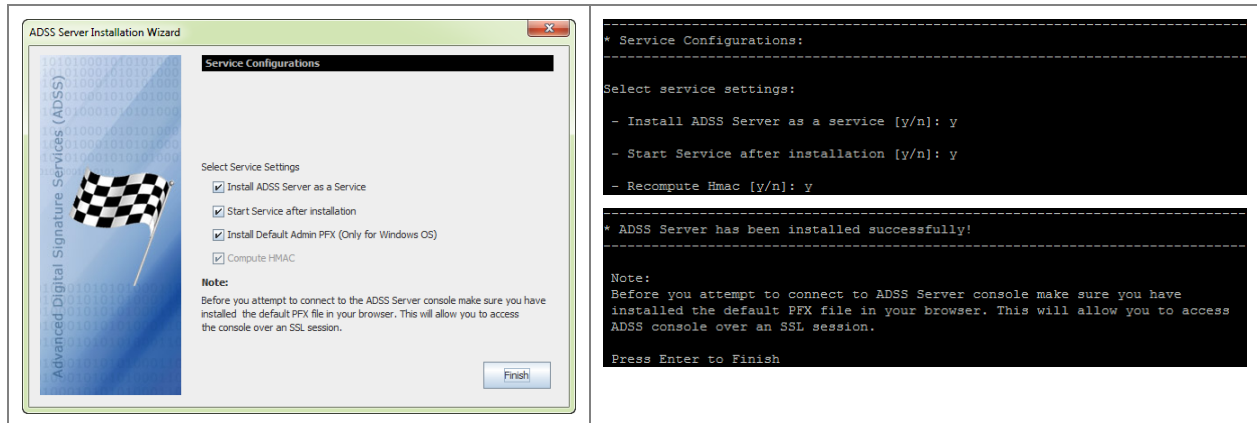 ADSS Server Installation Wizard
Advanced Digital Signature Services (ADSS)
Service Configurations
Select Service Settings
Install ADSS Server as a Service
Start Service after installation
Install Default Admin PFX (Only for Windows OS)
Compute HMAC
Note:
Before you attempt to connect to the ADSS Server console make sure you have
installed the default PFX file in your browser. This will allow you to access
the console over an SSL session.
Finish
* Service Configurations:
Select service settings:
- Install ADSS Server as a service [y/n]: y
- Start Service after installation [y/n]: y
- Recompute Hmac [y/n]: y
* ADSS Server has been installed successfully!
Note:
Before you attempt to connect to ADSS Server console make sure you have
installed the default PFX file in your browser. This will allow you to access
ADSS console over an SSL session.
Press Enter to Finish